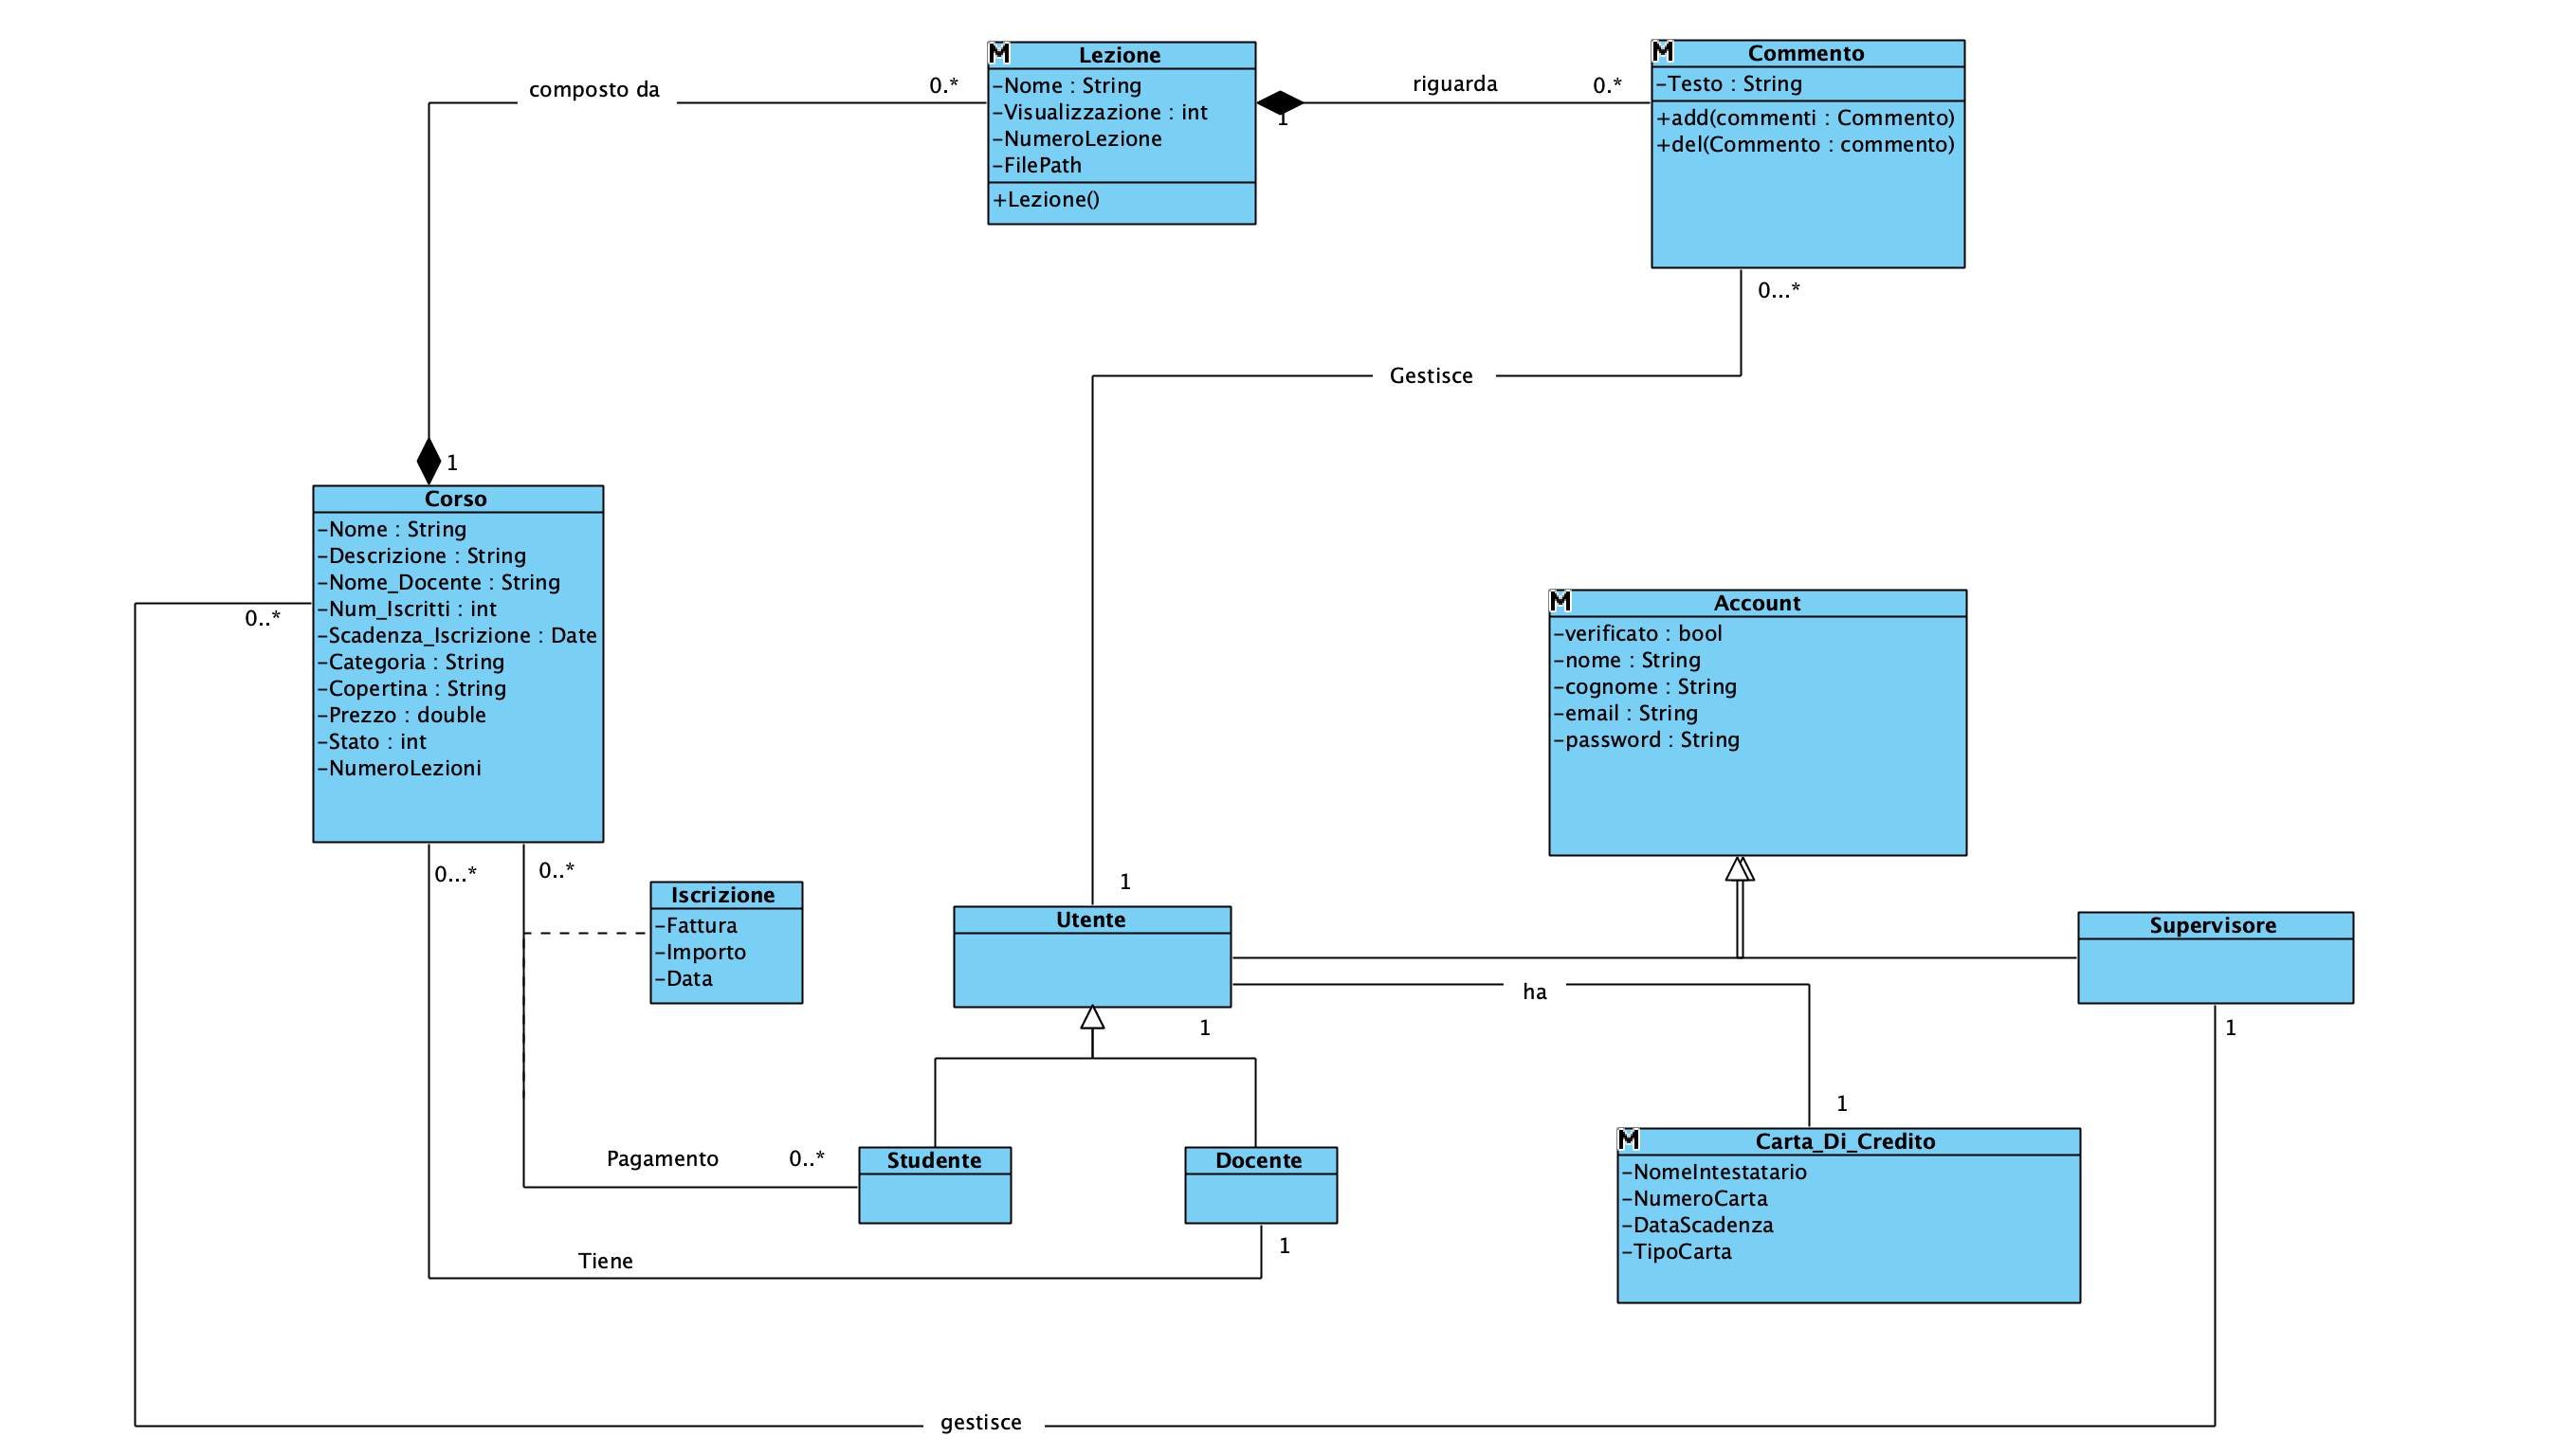 M Lezione
-Nome : String
-Visualizzazione : int
-NumeroLezione
-FilePath
+Lezione()
M Commento
-Testo : String
+add(commenti : Commento)
+del(Commento : commento)
composto da
0..*
riguarda
0..*
1
0...*
Gestisce
1
Corso
-Nome : String
-Descrizione : String
-Nome_Docente : String
-Num_Iscritti : int
-Scadenza_Iscrizione : Date
-Categoria : String
-Copertina : String
-Prezzo : double
-Stato : int
-NumeroLezioni
0..*
M Account
-verificato : bool
-nome : String
-cognome : String
-email : String
-password : String
0...*
0..*
Iscrizione
-Fattura
-Importo
-Data
1
Utente
Supervisore
ha
1
1
1
Pagamento
0..*
Studente
Docente
M Carta_Di_Credito
-NomeIntestatario
-NumeroCarta
-DataScadenza
-TipoCarta
Tiene
1
gestisce